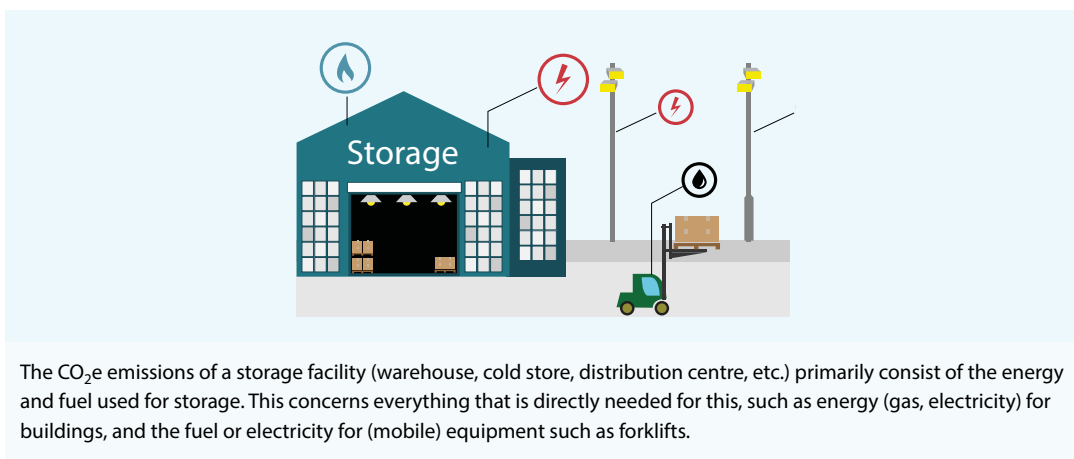 Storage
The CO₂e emissions of a storage facility (warehouse, cold store, distribution centre, etc.) primarily consist of the energy
and fuel used for storage. This concerns everything that is directly needed for this, such as energy (gas, electricity) for
buildings, and the fuel or electricity for (mobile) equipment such as forklifts.